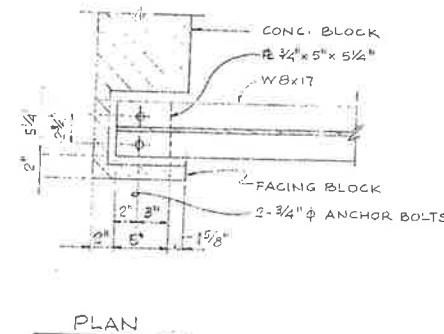 CONC. BLOCK
PL 3/4" x 5" x 5 1/4"
W8x17
5 1/4"
2 3/4"
2"
FACING BLOCK
2" 3"
2-3/4" φ ANCHOR BOLTS
2" 5" 5/8"
PLAN